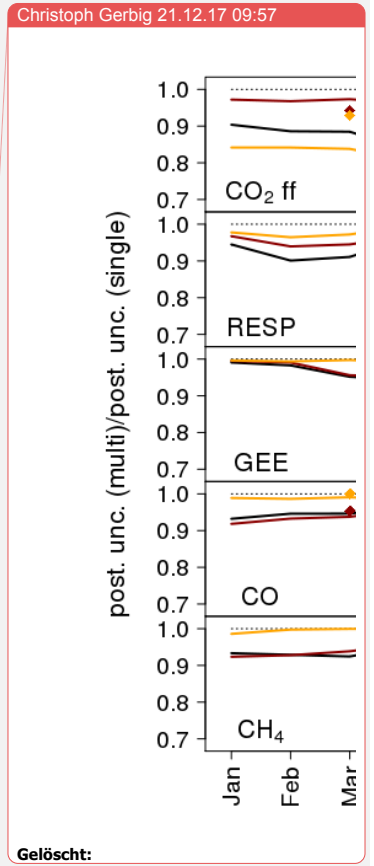 Christoph Gerbig 21.12.17 09:57
post. unc. (multi)/post. unc. (single)
1.0
0.9
0.8
0.7
CO₂ ff
1.0
0.9
0.8
0.7
RESP
1.0
0.9
0.8
0.7
GEE
1.0
0.9
0.8
0.7
CO
1.0
0.9
0.8
0.7
CH₄
Jan
Feb
Mar
Gelöscht: